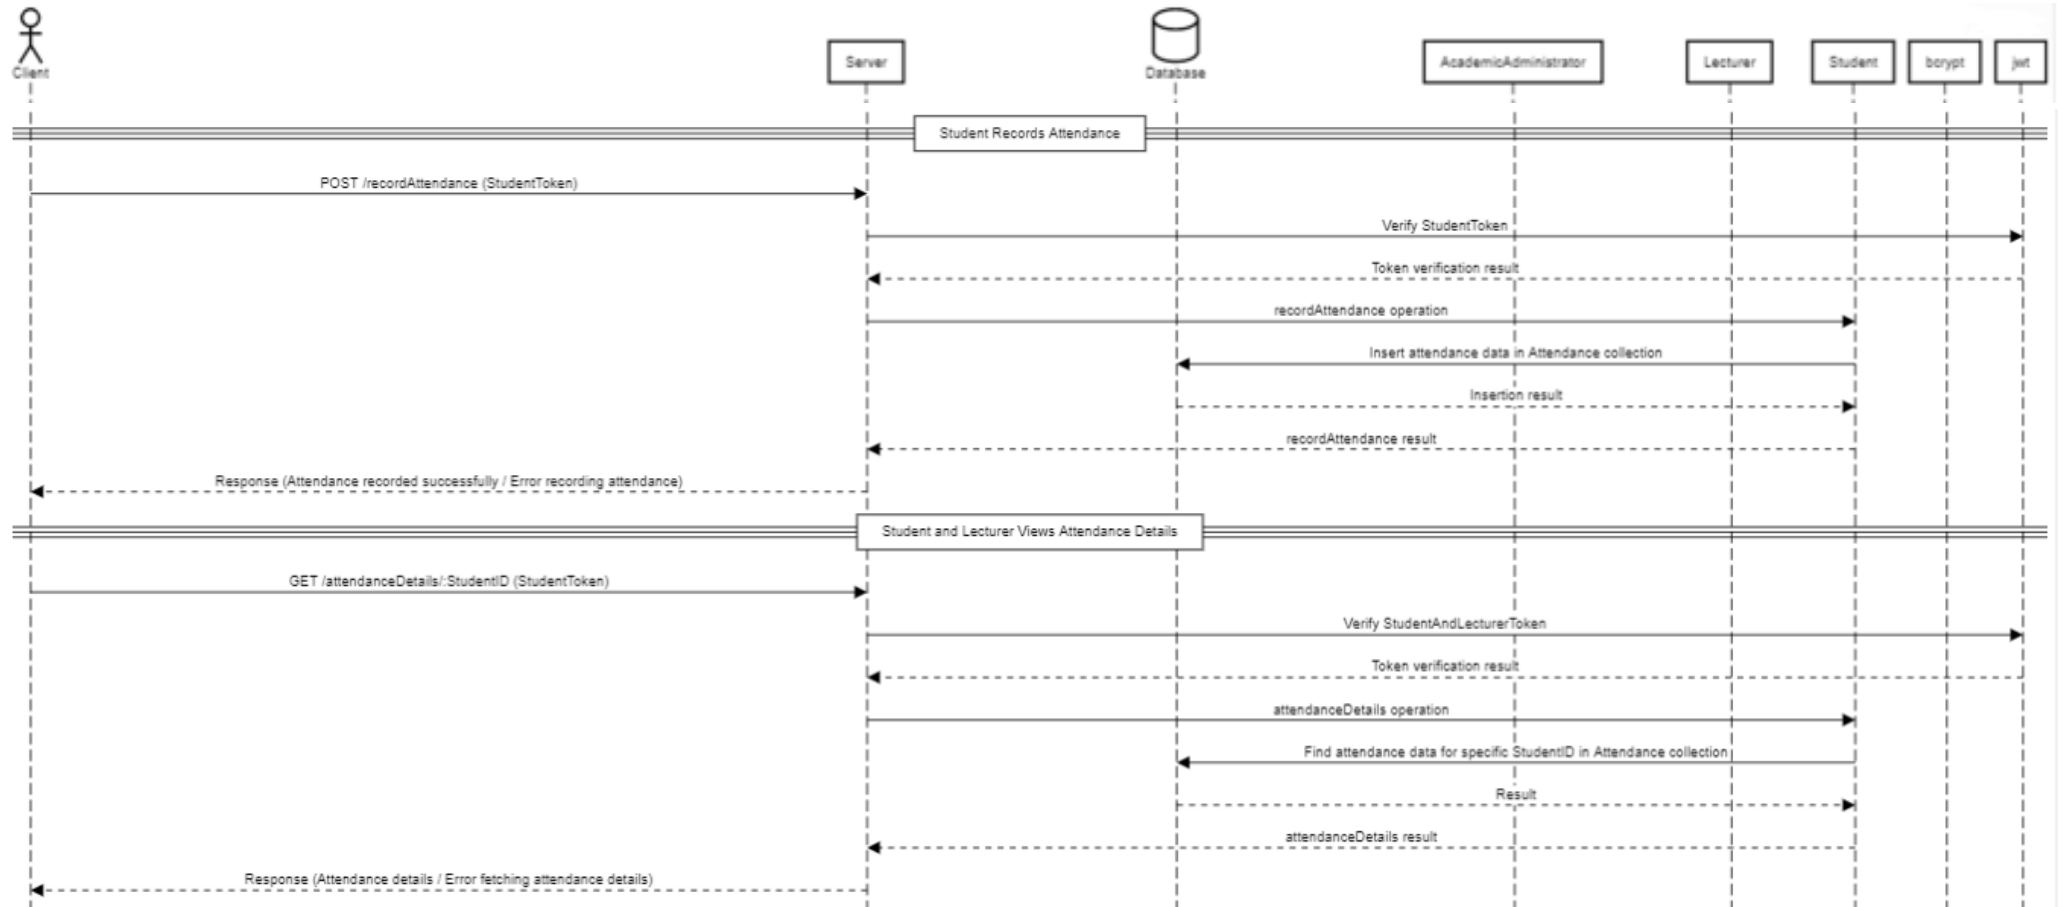 Client
Server
Database
AcademicAdministrator
Lecturer
Student
bcrypt
jwt
Student Records Attendance
POST /recordAttendance (StudentToken)
Verify StudentToken
Token verification result
recordAttendance operation
Insert attendance data in Attendance collection
Insertion result
recordAttendance result
Response (Attendance recorded successfully / Error recording attendance)
Student and Lecturer Views Attendance Details
GET /attendanceDetails/:StudentID (StudentToken)
Verify StudentAndLecturerToken
Token verification result
attendanceDetails operation
Find attendance data for specific StudentID in Attendance collection
Result
attendanceDetails result
Response (Attendance details / Error fetching attendance details)